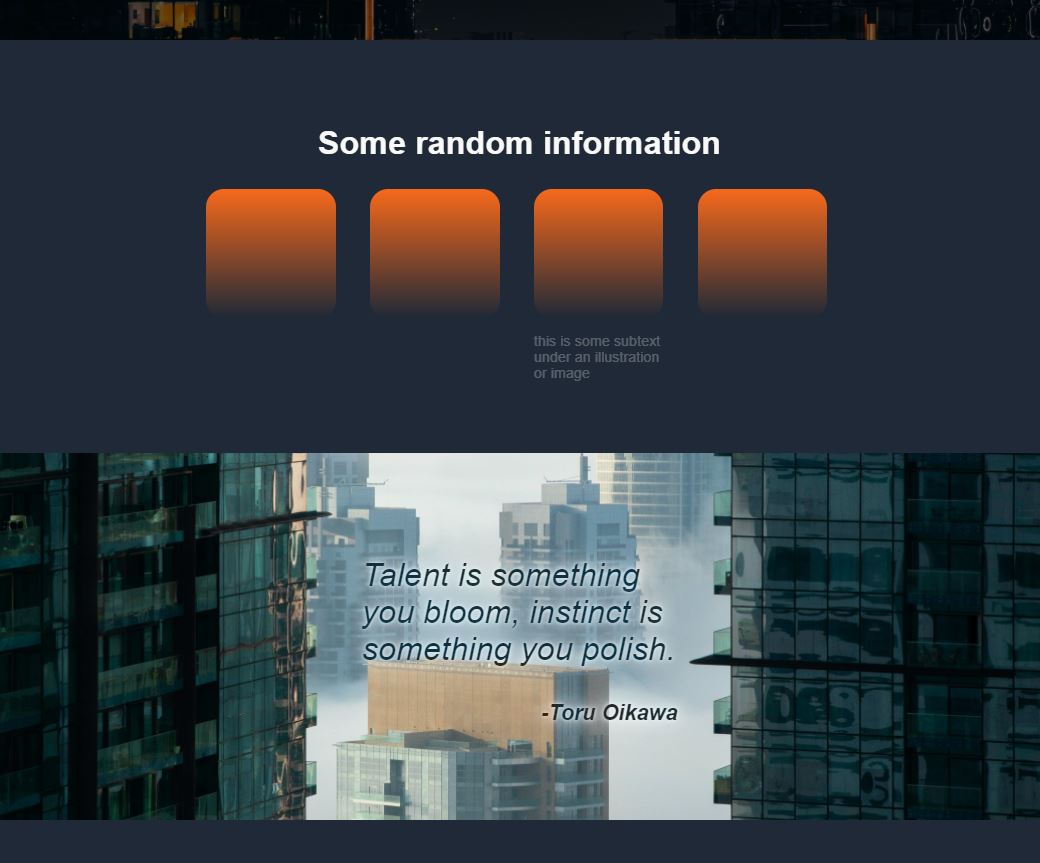 Some random information
this is some subtext
under an illustration
or image
Talent is something
you bloom, instinct is
something you polish.
-Toru Oikawa